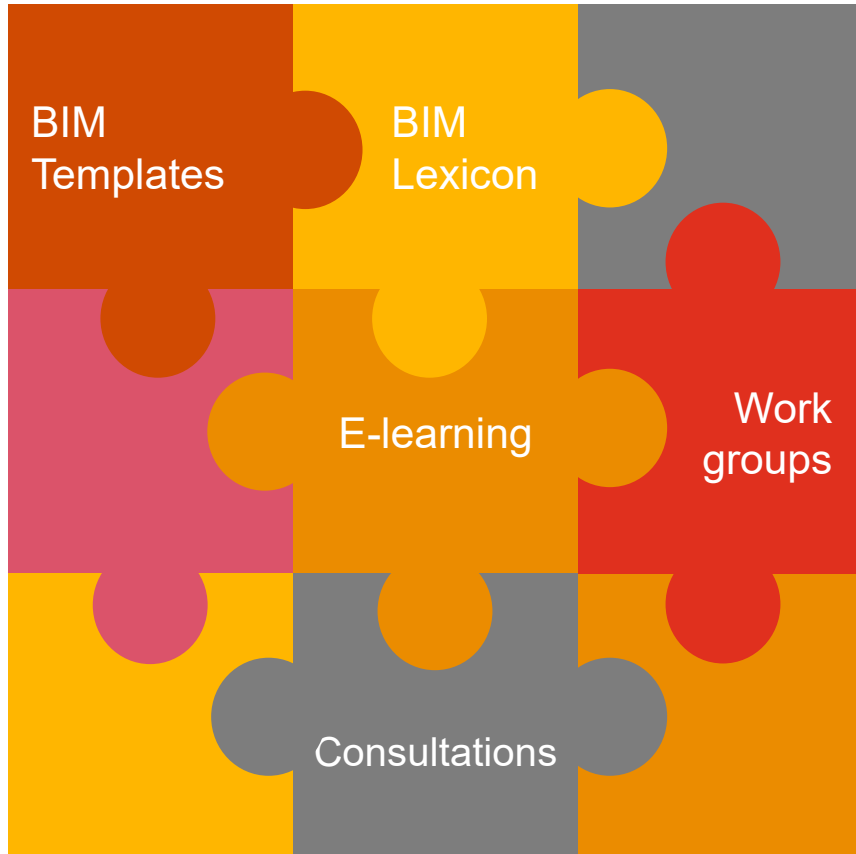 BIM
Templates
BIM
Lexicon
E-learning
Work
groups
Consultations